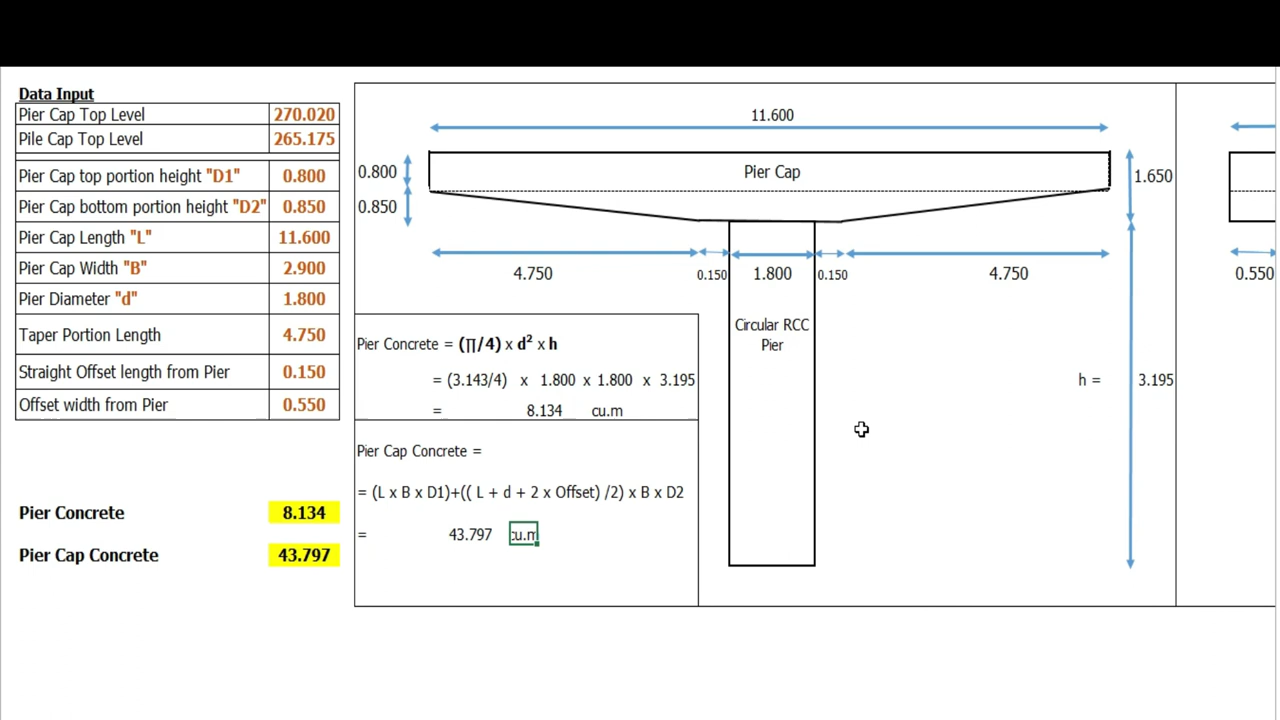 Data Input
Pier Cap Top Level 270.020
Pile Cap Top Level 265.175
Pier Cap top portion height "D1" 0.800
Pier Cap bottom portion height "D2" 0.850
Pier Cap Length "L" 11.600
Pier Cap Width "B" 2.900
Pier Diameter "d" 1.800
Taper Portion Length 4.750
Straight Offset length from Pier 0.150
Offset width from Pier 0.550
Pier Concrete 8.134
Pier Cap Concrete 43.797
11.600
0.800 Pier Cap 1.650
0.850
4.750 0.150 1.800 0.150 4.750 0.550
Circular RCC
Pier
h = 3.195
Pier Concrete = (∏/4) x d² x h
= (3.143/4) x 1.800 x 1.800 x 3.195
= 8.134 cu.m
Pier Cap Concrete =
= (L x B x D1)+(( L + d + 2 x Offset) /2) x B x D2
= 43.797 cu.m